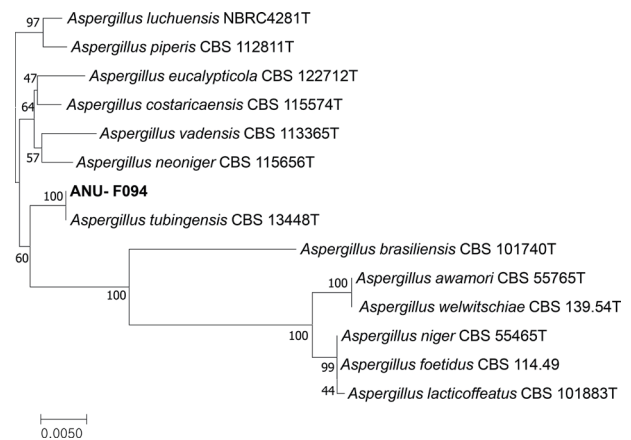 97
Aspergillus luchuensis NBRC4281T
Aspergillus piperis CBS 112811T
47
Aspergillus eucalypticola CBS 122712T
64
Aspergillus costaricaensis CBS 115574T
Aspergillus vadensis CBS 113365T
57
Aspergillus neoniger CBS 115656T
100
ANU- F094
Aspergillus tubingensis CBS 13448T
60
Aspergillus brasiliensis CBS 101740T
100
100
Aspergillus awamori CBS 55765T
Aspergillus welwitschiae CBS 139.54T
100
Aspergillus niger CBS 55465T
99
Aspergillus foetidus CBS 114.49
44
Aspergillus lacticoffeatus CBS 101883T
0.0050